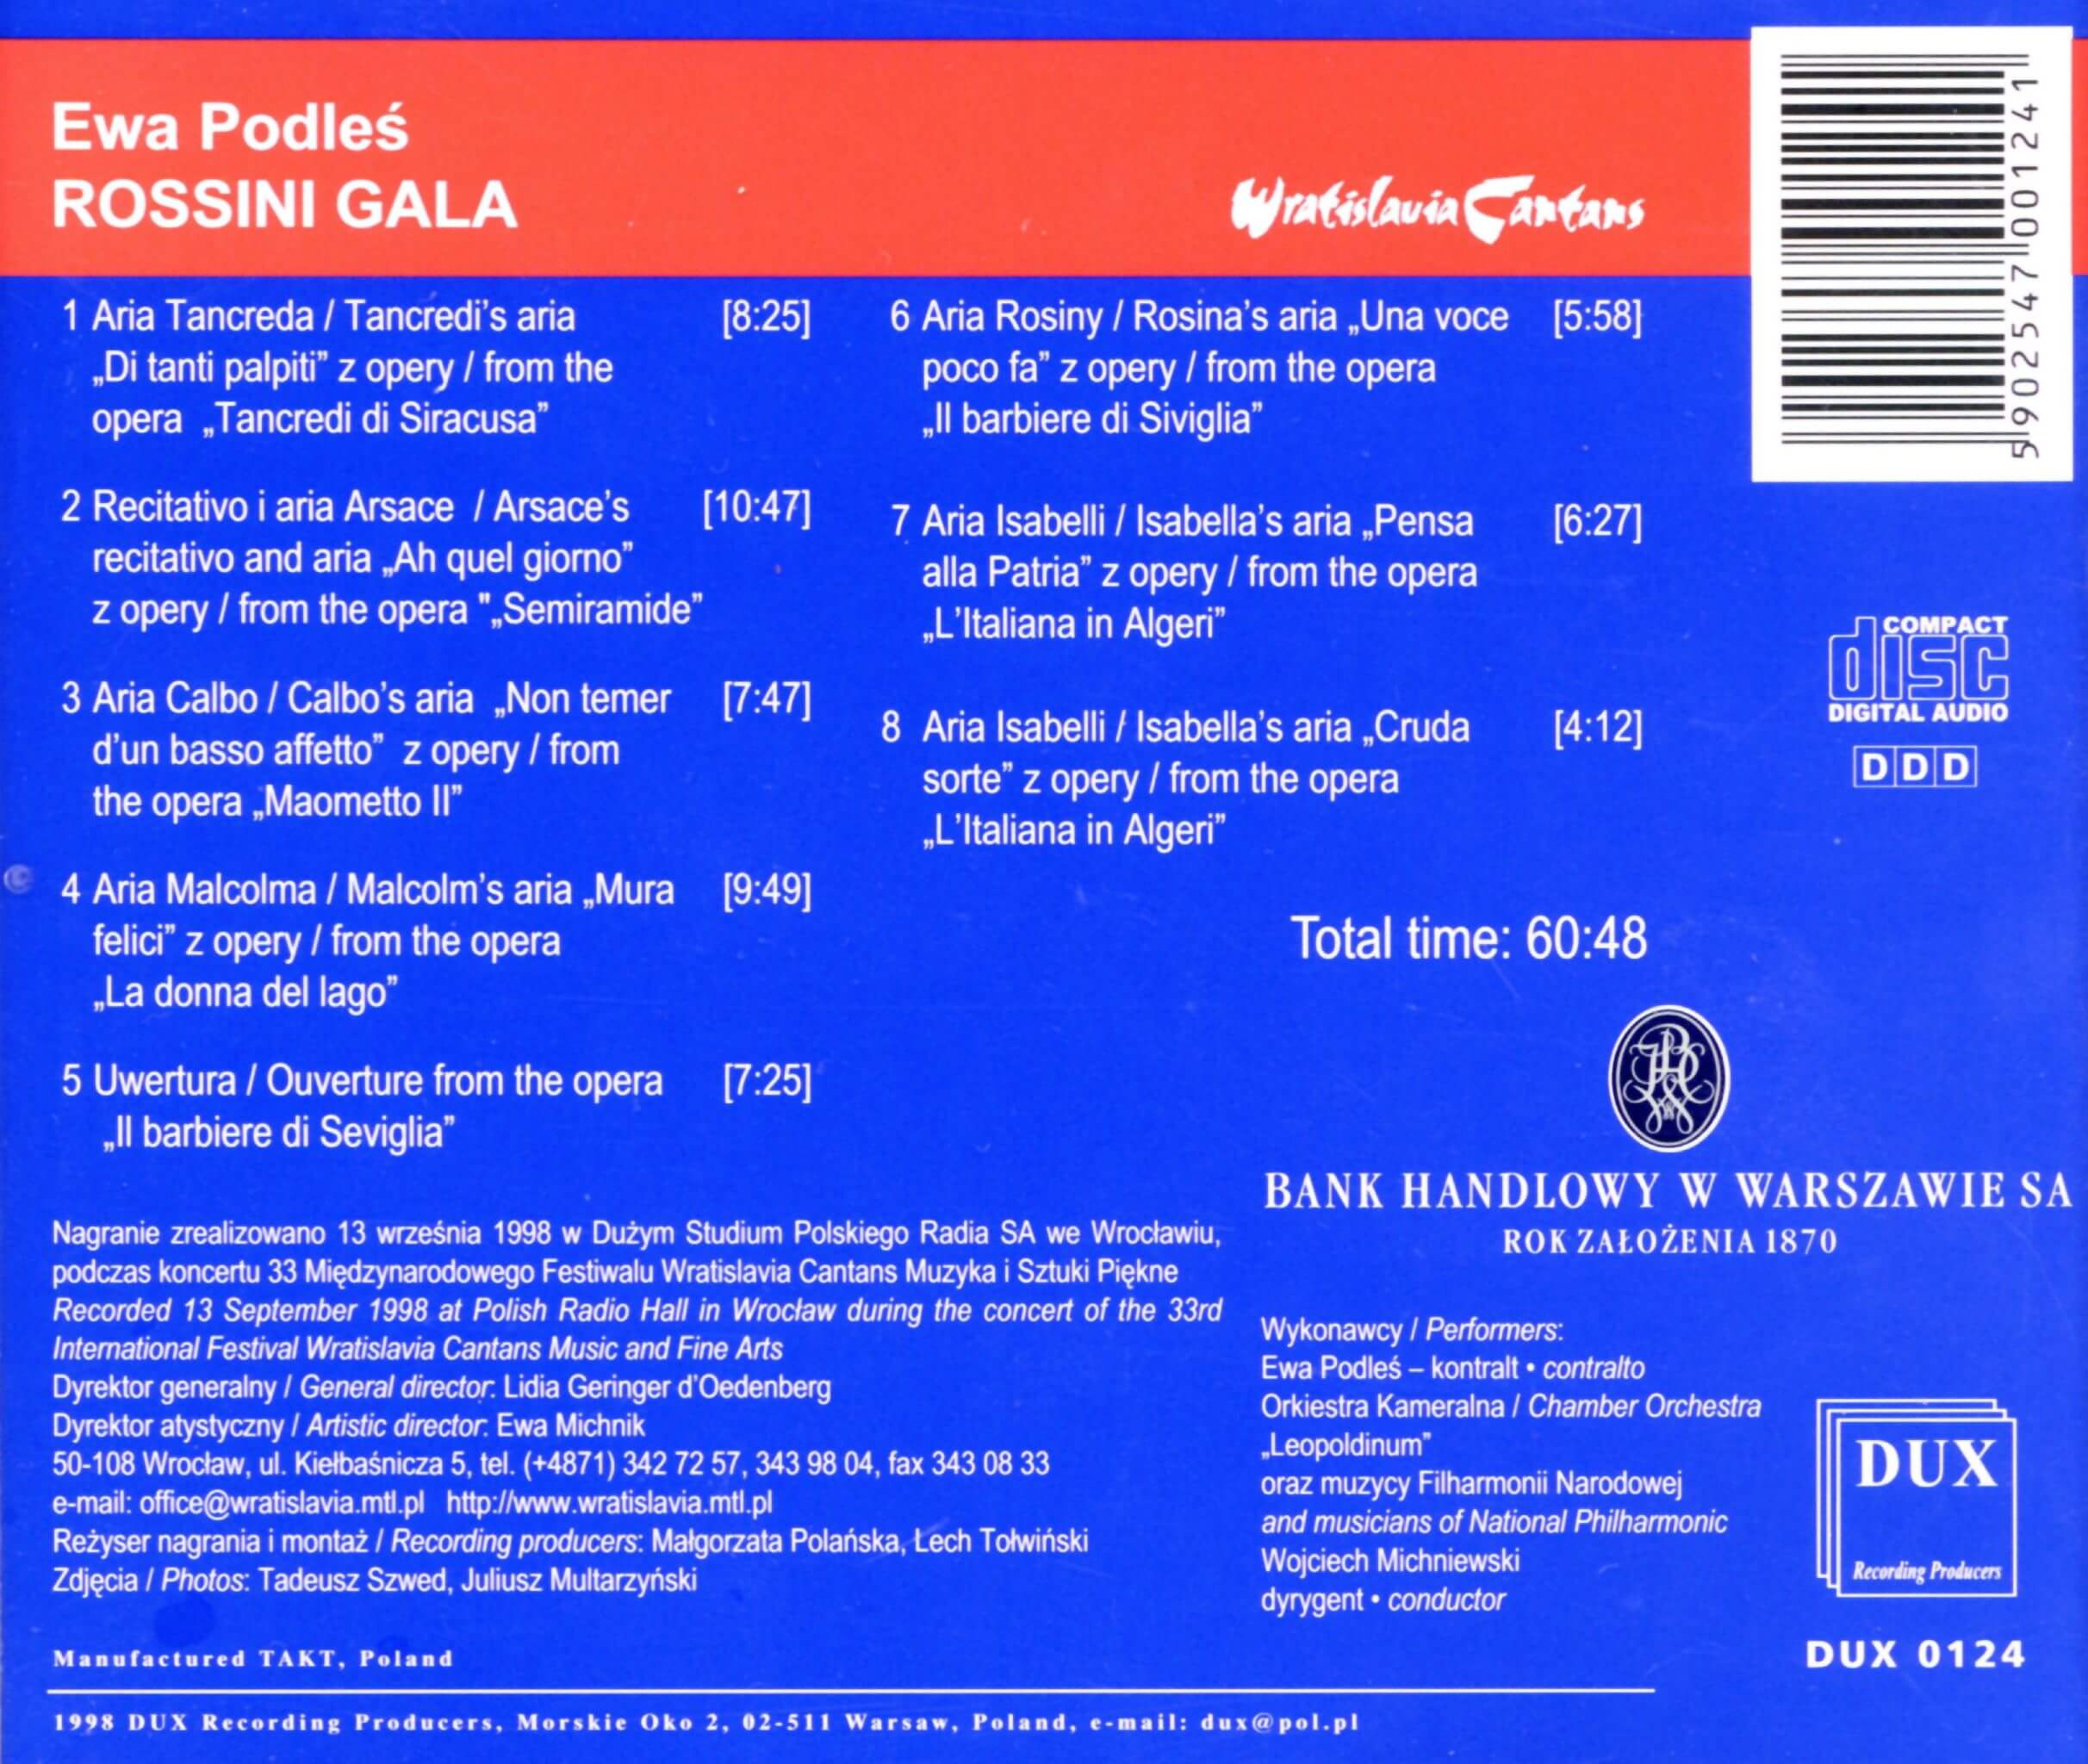 Ewa Podleś
ROSSINI GALA
Wratislavia Cantans
5 902547 001241
1 Aria Tancreda / Tancredi's aria [8:25]
„Di tanti palpiti” z opery / from the
opera „Tancredi di Siracusa”
2 Recitativo i aria Arsace / Arsace's [10:47]
recitativo and aria „Ah quel giorno”
z opery / from the opera "„Semiramide”
3 Aria Calbo / Calbo's aria „Non temer [7:47]
d'un basso affetto” z opery / from
the opera „Maometto II”
4 Aria Malcolma / Malcolm's aria „Mura [9:49]
felici” z opery / from the opera
„La donna del lago”
5 Uwertura / Ouverture from the opera [7:25]
„Il barbiere di Seviglia”
6 Aria Rosiny / Rosina's aria „Una voce [5:58]
poco fa” z opery / from the opera
„Il barbiere di Siviglia”
7 Aria Isabelli / Isabella's aria „Pensa [6:27]
alla Patria” z opery / from the opera
„L'Italiana in Algeri”
8 Aria Isabelli / Isabella's aria „Cruda [4:12]
sorte” z opery / from the opera
„L'Italiana in Algeri”
Total time: 60:48
COMPACT
disc
DIGITAL AUDIO
DDD
BANK HANDLOWY W WARSZAWIE SA
ROK ZAŁOŻENIA 1870
Nagranie zrealizowano 13 września 1998 w Dużym Studium Polskiego Radia SA we Wrocławiu,
podczas koncertu 33 Międzynarodowego Festiwalu Wratislavia Cantans Muzyka i Sztuki Piękne
Recorded 13 September 1998 at Polish Radio Hall in Wrocław during the concert of the 33rd
International Festival Wratislavia Cantans Music and Fine Arts
Dyrektor generalny / General director: Lidia Geringer d'Oedenberg
Dyrektor atystyczny / Artistic director: Ewa Michnik
50-108 Wrocław, ul. Kiełbaśnicza 5, tel. (+4871) 342 72 57, 343 98 04, fax 343 08 33
e-mail: office@wratislavia.mtl.pl http://www.wratislavia.mtl.pl
Reżyser nagrania i montaż / Recording producers: Małgorzata Polańska, Lech Tołwiński
Zdjęcia / Photos: Tadeusz Szwed, Juliusz Multarzyński
Wykonawcy / Performers:
Ewa Podleś – kontralt • contralto
Orkiestra Kameralna / Chamber Orchestra
„Leopoldinum”
oraz muzycy Filharmonii Narodowej
and musicians of National Philharmonic
Wojciech Michniewski
dyrygent • conductor
DUX
Recording Producers
DUX 0124
Manufactured TAKT, Poland
1998 DUX Recording Producers, Morskie Oko 2, 02-511 Warsaw, Poland, e-mail: dux@pol.pl